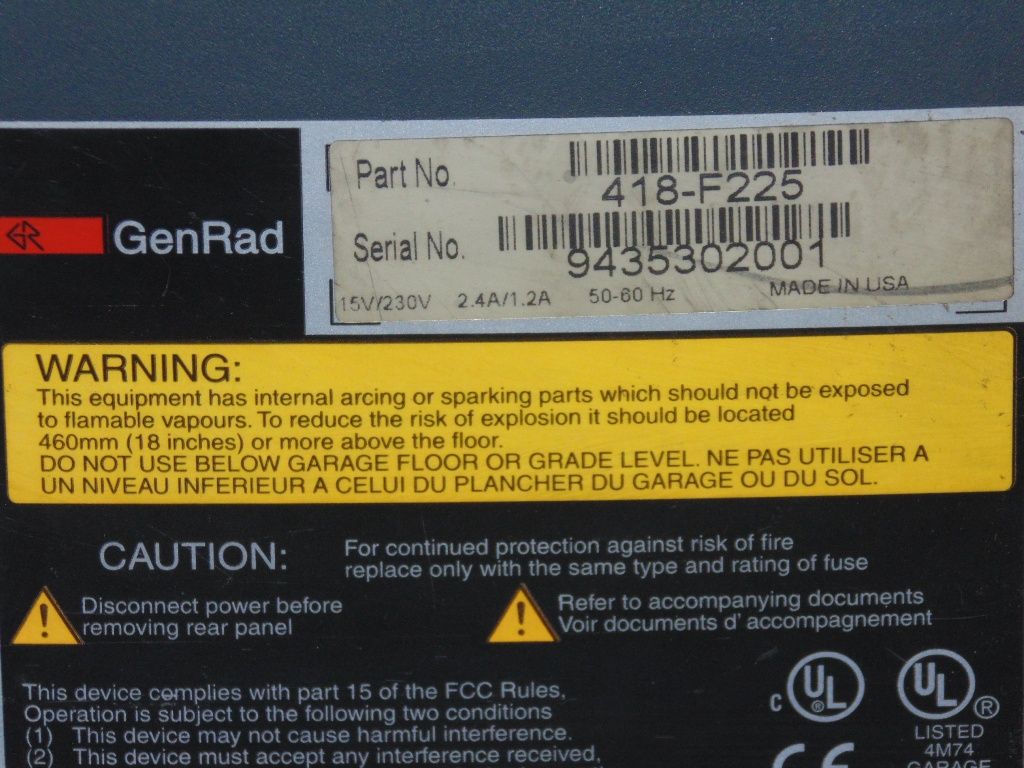 Part No.
418-F225
GenRad
Serial No.
9435302001
15V/230V 2.4A/1.2A 50-60 Hz MADE IN USA
WARNING:
This equipment has internal arcing or sparking parts which should not be exposed
to flamable vapours. To reduce the risk of explosion it should be located
460mm (18 inches) or more above the floor.
DO NOT USE BELOW GARAGE FLOOR OR GRADE LEVEL. NE PAS UTILISER A
UN NIVEAU INFERIEUR A CELUI DU PLANCHER DU GARAGE OU DU SOL.
CAUTION:
For continued protection against risk of fire
replace only with the same type and rating of fuse
Disconnect power before
removing rear panel
Refer to accompanying documents
Voir documents d' accompagnement
This device complies with part 15 of the FCC Rules,
Operation is subject to the following two conditions
(1) This device may not cause harmful interference.
(2) This device must accept any interference received,
C UL ®
UL ®
LISTED
4M74
GARAGE
CE